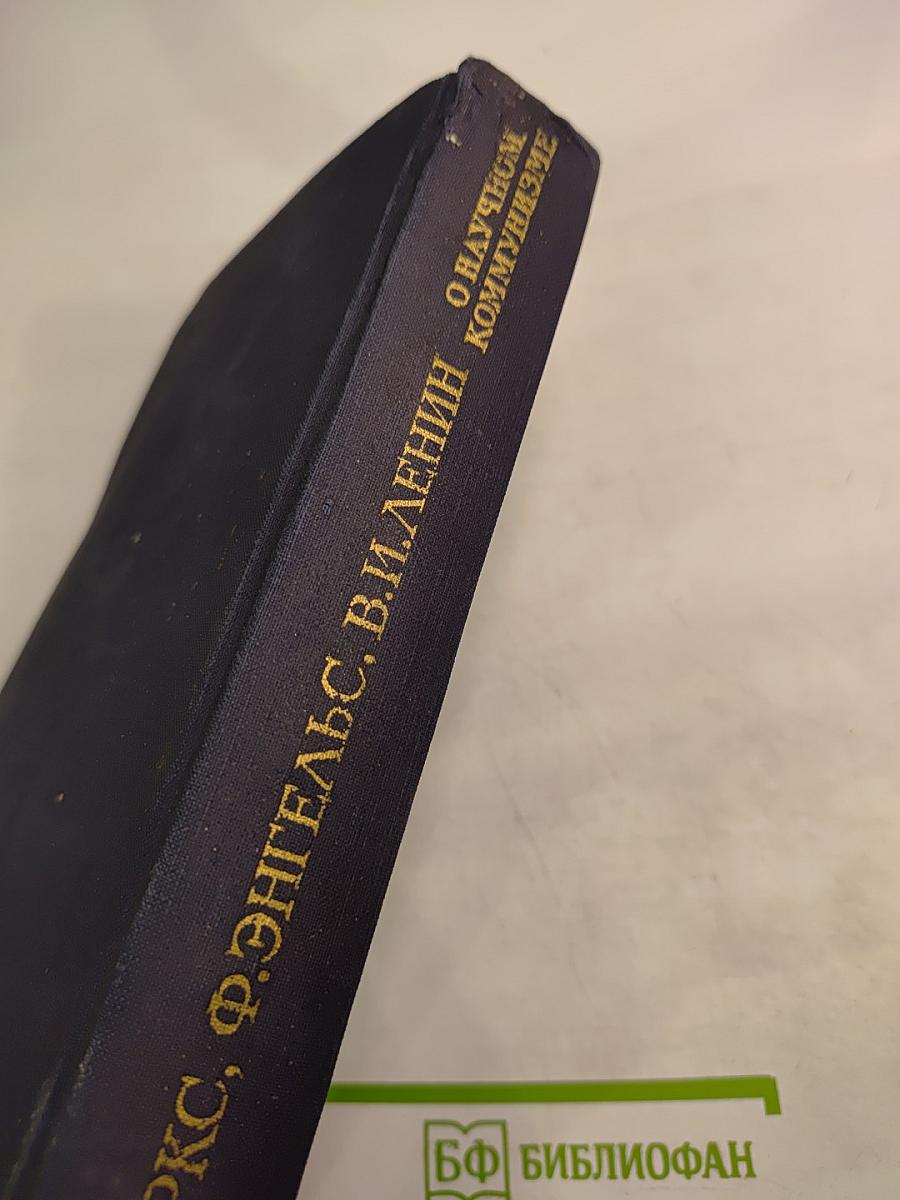 РКС, Ф.ЭНГЕЛЬС, В.И.ЛЕНИН
О НАУЧНОМ
КОММУНИЗМЕ
БФ БИБЛИОФАН